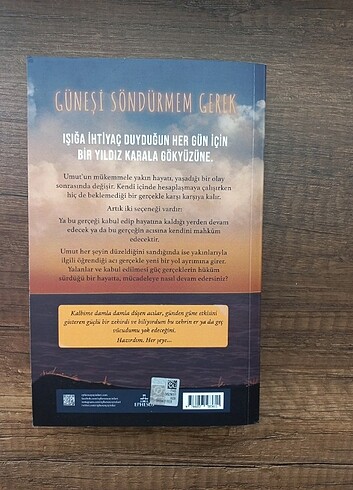 GÜNEŞİ SÖNDÜRMEM GEREK
IŞIĞA İHTİYAÇ DUYDUĞUN HER GÜN İÇİN
BİR YILDIZ KARALA GÖKYÜZÜNE.
Umut'un mükemmele yakın hayatı, yaşadığı bir olay
sonrasında değişir. Kendi içinde hesaplaşmaya çalışırken
hiç de beklemediği bir gerçekle karşı karşıya kalır.
Artık iki seçeneği vardır:
Ya bu gerçeği kabul edip hayatına kaldığı yerden devam
edecek ya da bu gerçeğin acısına kendini mahkûm
edecektir.
Umut her şeyin düzeldiğini sandığında ise yakınlarıyla
ilgili öğrendiği acı gerçekle yeni bir yol ayrımına girer.
Yalanlar ve kabul edilmesi güç gerçeklerin hüküm
sürdüğü bir hayatta, mücadeleye nasıl devam edersiniz?
Kalbime damla damla düşen acılar, günden güne etkisini
gösteren güçlü bir zehirdi ve biliyordum bu zehrin er ya da geç
vücudumu yok edeceğini.
Hazırdım. Her şeye...
EPHESUS